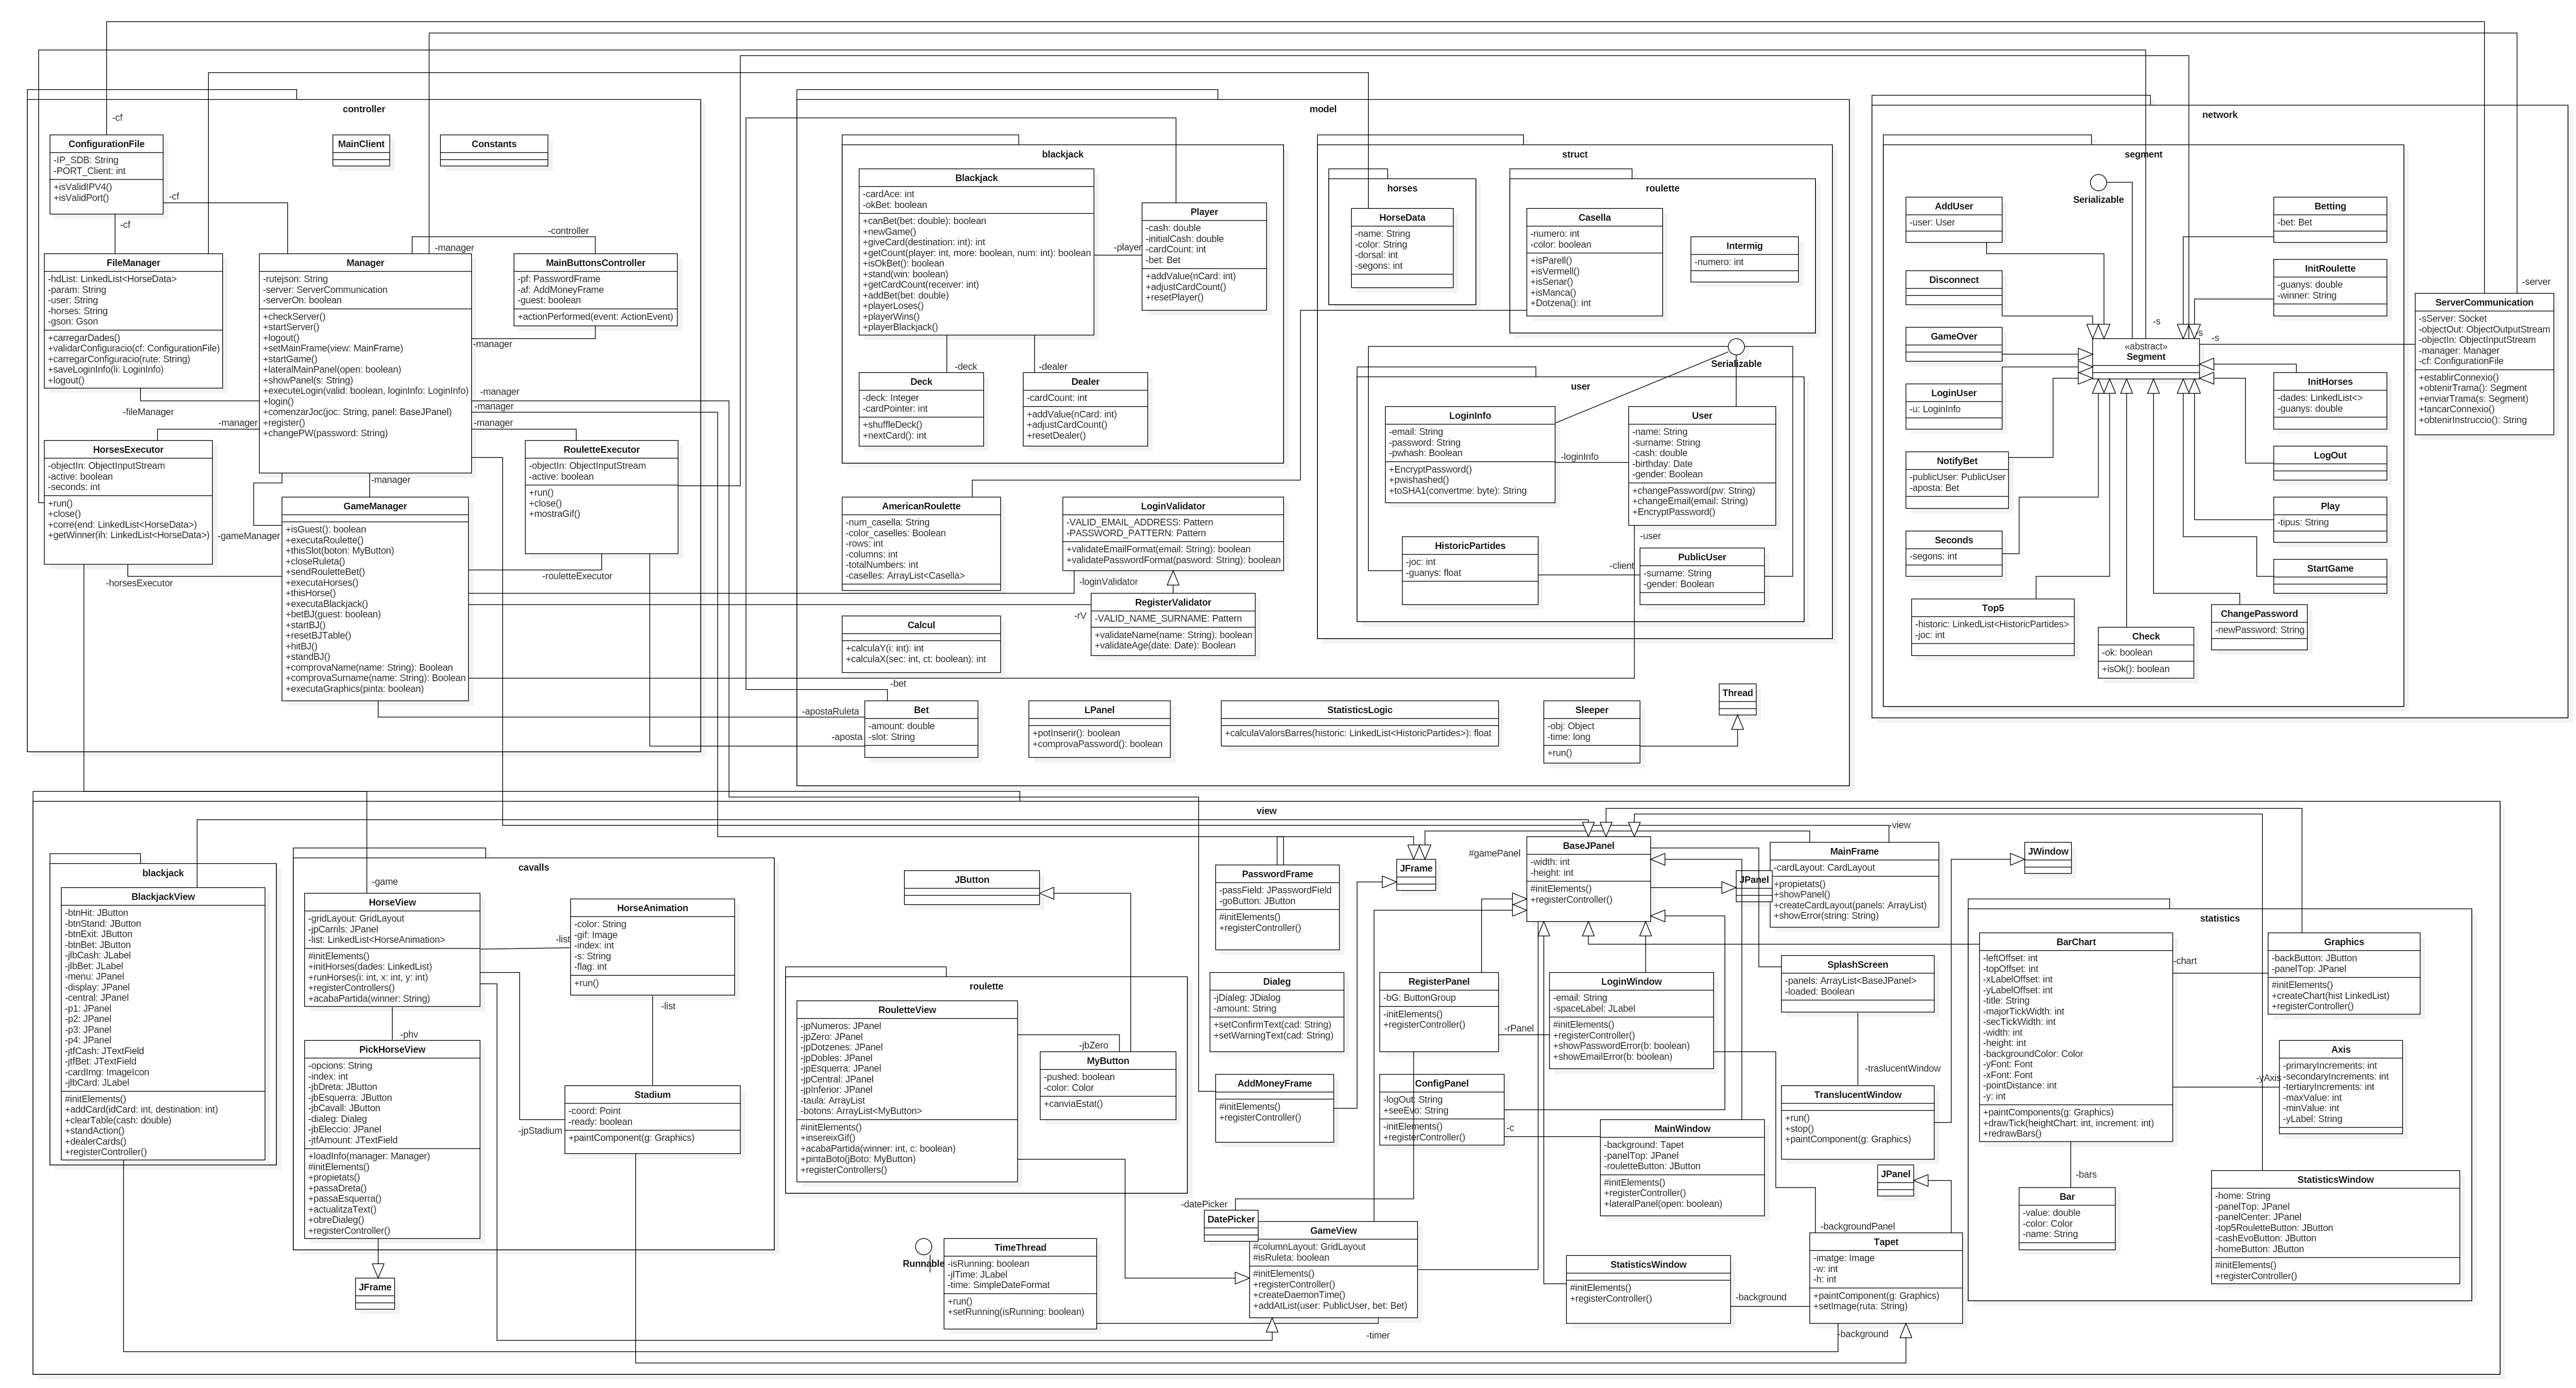 controller
-cf
ConfigurationFile
-IP_SDB: String
-PORT_Client: int
+isValidIPV4()
+isValidPort()
MainClient
Constants
-cf
-cf
-controller
-manager
FileManager
-hdList: LinkedList<HorseData>
-param: String
-user: String
-horses: String
-gson: Gson
+carregarDades()
+validarConfiguracio(cf: ConfigurationFile)
+carregarConfiguracio(rute: String)
+saveLoginInfo(li: LoginInfo)
+logout()
Manager
-rutejson: String
-server: ServerCommunication
-serverOn: boolean
+checkServer()
+startServer()
+logout()
+setMainFrame(view: MainFrame)
+startGame()
+lateralMainPanel(open: boolean)
+showPanel(s: String)
+executeLogin(valid: boolean, loginInfo: LoginInfo)
+login()
+comenzarJoc(joc: String, panel: BaseJPanel)
+register()
+changePW(password: String)
MainButtonsController
-pf: PasswordFrame
-af: AddMoneyFrame
-guest: boolean
+actionPerformed(event: ActionEvent)
-manager
-manager
-manager
-fileManager
-manager
-manager
HorsesExecutor
-objectIn: ObjectInputStream
-active: boolean
-seconds: int
+run()
+close()
+corre(end: LinkedList<HorseData>)
+getWinner(ih: LinkedList<HorseData>)
RouletteExecutor
-objectIn: ObjectInputStream
-active: boolean
+run()
+close()
+mostraGif()
-manager
-gameManager
-horsesExecutor
-rouletteExecutor
GameManager
+isGuest(): boolean
+executaRoulette()
+thisSlot(boton: MyButton)
+closeRuleta()
+sendRouletteBet()
+executaHorses()
+thisHorse()
+executaBlackjack()
+betBJ(guest: boolean)
+startBJ()
+resetBJTable()
+hitBJ()
+standBJ()
+comprovaName(name: String): Boolean
+comprovaSurname(name: String): Boolean
+executaGraphics(pinta: boolean)
model
blackjack
Blackjack
-cardAce: int
-okBet: boolean
+canBet(bet: double): boolean
+newGame()
+giveCard(destination: int): int
+getCount(player: int, more: boolean, num: int): boolean
+isOkBet(): boolean
+stand(win: boolean)
+getCardCount(receiver: int)
+addBet(bet: double)
+playerLoses()
+playerWins()
+playerBlackjack()
-player
Player
-cash: double
-initialCash: double
-cardCount: int
-bet: Bet
+addValue(nCard: int)
+adjustCardCount()
+resetPlayer()
-deck
-dealer
Deck
-deck: Integer
-cardPointer: int
+shuffleDeck()
+nextCard(): int
Dealer
-cardCount: int
+addValue(nCard: int)
+adjustCardCount()
+resetDealer()
struct
horses
HorseData
-name: String
-color: String
-dorsal: int
-segons: int
roulette
Casella
-numero: int
-color: boolean
+isParell()
+isVermell()
+isSenar()
+isManca()
+Dotzena(): int
Intermig
-numero: int
Serializable
user
LoginInfo
-email: String
-password: String
-pwhash: Boolean
+EncryptPassword()
+pwishashed()
+toSHA1(convertme: byte): String
-loginInfo
User
-name: String
-surname: String
-cash: double
-birthday: Date
-gender: Boolean
+changePassword(pw: String)
+changeEmail(email: String)
+EncryptPassword()
-user
HistoricPartides
-joc: int
-guanys: float
-client
PublicUser
-surname: String
-gender: Boolean
AmericanRoulette
-num_casella: String
-color_caselles: Boolean
-rows: int
-columns: int
-totalNumbers: int
-caselles: ArrayList<Casella>
LoginValidator
-VALID_EMAIL_ADDRESS: Pattern
-PASSWORD_PATTERN: Pattern
+validateEmailFormat(email: String): boolean
+validatePasswordFormat(pasword: String): boolean
-loginValidator
-rV
RegisterValidator
-VALID_NAME_SURNAME: Pattern
+validateName(name: String): boolean
+validateAge(date: Date): Boolean
Calcul
+calculaY(i: int): int
+calculaX(sec: int, ct: boolean): int
-bet
-apostaRuleta
-aposta
Bet
-amount: double
-slot: String
LPanel
+potInserir(): boolean
+comprovaPassword(): boolean
StatisticsLogic
+calculaValorsBarres(historic: LinkedList<HistoricPartides>): float
Sleeper
-obj: Object
-time: long
+run()
Thread
network
segment
Serializable
AddUser
-user: User
Betting
-bet: Bet
Disconnect
InitRoulette
-guanys: double
-winner: String
GameOver
-s
-s
-s
«abstract»
Segment
-server
ServerCommunication
-sServer: Socket
-objectOut: ObjectOutputStream
-objectIn: ObjectInputStream
-manager: Manager
-cf: ConfigurationFile
+establirConnexio()
+obtenirTrama(): Segment
+enviarTrama(s: Segment)
+tancarConnexio()
+obtenirInstruccio(): String
LoginUser
-u: LoginInfo
InitHorses
-dades: LinkedList<>
-guanys: double
NotifyBet
-publicUser: PublicUser
-aposta: Bet
LogOut
Play
-tipus: String
Seconds
-segons: int
StartGame
Top5
-historic: LinkedList<HistoricPartides>
-joc: int
Check
-ok: boolean
+isOk(): boolean
ChangePassword
-newPassword: String
view
blackjack
BlackjackView
-btnHit: JButton
-btnStand: JButton
-btnExit: JButton
-btnBet: JButton
-jlbCash: JLabel
-jlbBet: JLabel
-menu: JPanel
-display: JPanel
-central: JPanel
-p1: JPanel
-p2: JPanel
-p3: JPanel
-p4: JPanel
-jtfCash: JTextField
-jtfBet: JTextField
-cardImg: ImageIcon
-jlbCard: JLabel
#initElements()
+addCard(idCard: int, destination: int)
+clearTable(cash: double)
+standAction()
+dealerCards()
+registerController()
cavalls
-game
HorseView
-gridLayout: GridLayout
-jpCarrils: JPanel
-list: LinkedList<HorseAnimation>
#initElements()
+initHorses(dades: LinkedList)
+runHorses(i: int, x: int, y: int)
+registerControllers()
+acabaPartida(winner: String)
-list
HorseAnimation
-color: String
-gif: Image
-index: int
-s: String
-flag: int
+run()
-list
-phv
PickHorseView
-opcions: String
-index: int
-jbDreta: JButton
-jbEsquerra: JButton
-jbCavall: JButton
-dialeg: Dialeg
-jbEleccio: JPanel
-jtfAmount: JTextField
+loadInfo(manager: Manager)
#initElements()
+propietats()
+passaDreta()
+passaEsquerra()
+actualitzaText()
+obreDialeg()
+registerController()
-jpStadium
Stadium
-coord: Point
-ready: boolean
+paintComponent(g: Graphics)
JFrame
JButton
roulette
RouletteView
-jpNumeros: JPanel
-jpZero: JPanel
-jpDotzenes: JPanel
-jpDobles: JPanel
-jpEsquerra: JPanel
-jpCentral: JPanel
-jpInferior: JPanel
-taula: ArrayList
-botons: ArrayList<MyButton>
#initElements()
+insereixGif()
+acabaPartida(winner: int, c: boolean)
+pintaBoto(jBoto: MyButton)
+registerControllers()
-jbZero
MyButton
-pushed: boolean
-color: Color
+canviaEstat()
Runnable
TimeThread
-isRunning: boolean
-jlTime: JLabel
-time: SimpleDateFormat
+run()
+setRunning(isRunning: boolean)
PasswordFrame
-passField: JPasswordField
-goButton: JButton
#initElements()
+registerController()
JFrame
#gamePanel
BaseJPanel
-width: int
-height: int
#initElements()
+registerController()
JPanel
-view
MainFrame
-cardLayout: CardLayout
+propietats()
+showPanel()
+createCardLayout(panels: ArrayList)
+showError(string: String)
JWindow
Dialeg
-jDialeg: JDialog
-amount: String
+setConfirmText(cad: String)
+setWarningText(cad: String)
RegisterPanel
-bG: ButtonGroup
-initElements()
+registerController()
-rPanel
LoginWindow
-email: String
-spaceLabel: JLabel
#initElements()
+registerController()
+showPasswordError(b: boolean)
+showEmailError(b: boolean)
SplashScreen
-panels: ArrayList<BaseJPanel>
-loaded: Boolean
-traslucentWindow
AddMoneyFrame
#initElements()
+registerController()
ConfigPanel
-logOut: String
+seeEvo: String
-initElements()
+registerController()
-c
MainWindow
-background: Tapet
-panelTop: JPanel
-rouletteButton: JButton
#initElements()
+registerController()
+lateralPanel(open: boolean)
TranslucentWindow
+run()
+stop()
+paintComponent(g: Graphics)
JPanel
-datePicker
DatePicker
GameView
#columnLayout: GridLayout
#isRuleta: boolean
#initElements()
+registerController()
+createDaemonTime()
+addAtList(user: PublicUser, bet: Bet)
-timer
StatisticsWindow
#initElements()
+registerController()
-background
-backgroundPanel
Tapet
-imatge: Image
-w: int
-h: int
+paintComponent(g: Graphics)
+setImage(ruta: String)
-background
statistics
BarChart
-leftOffset: int
-topOffset: int
-xLabelOffset: int
-yLabelOffset: int
-title: String
-majorTickWidth: int
-secTickWidth: int
-width: int
-height: int
-backgroundColor: Color
-yFont: Font
-xFont: Font
-pointDistance: int
-y: int
+paintComponents(g: Graphics)
+drawTick(heightChart: int, increment: int)
+redrawBars()
-chart
Graphics
-backButton: JButton
-panelTop: JPanel
#initElements()
+createChart(hist LinkedList)
+registerController()
-yAxis
Axis
-primaryIncrements: int
-secondaryIncrements: int
-tertiaryIncrements: int
-maxValue: int
-minValue: int
-yLabel: String
-bars
Bar
-value: double
-color: Color
-name: String
StatisticsWindow
-home: String
-panelTop: JPanel
-panelCenter: JPanel
-top5RouletteButton: JButton
-cashEvoButton: JButton
-homeButton: JButton
#initElements()
+registerController()